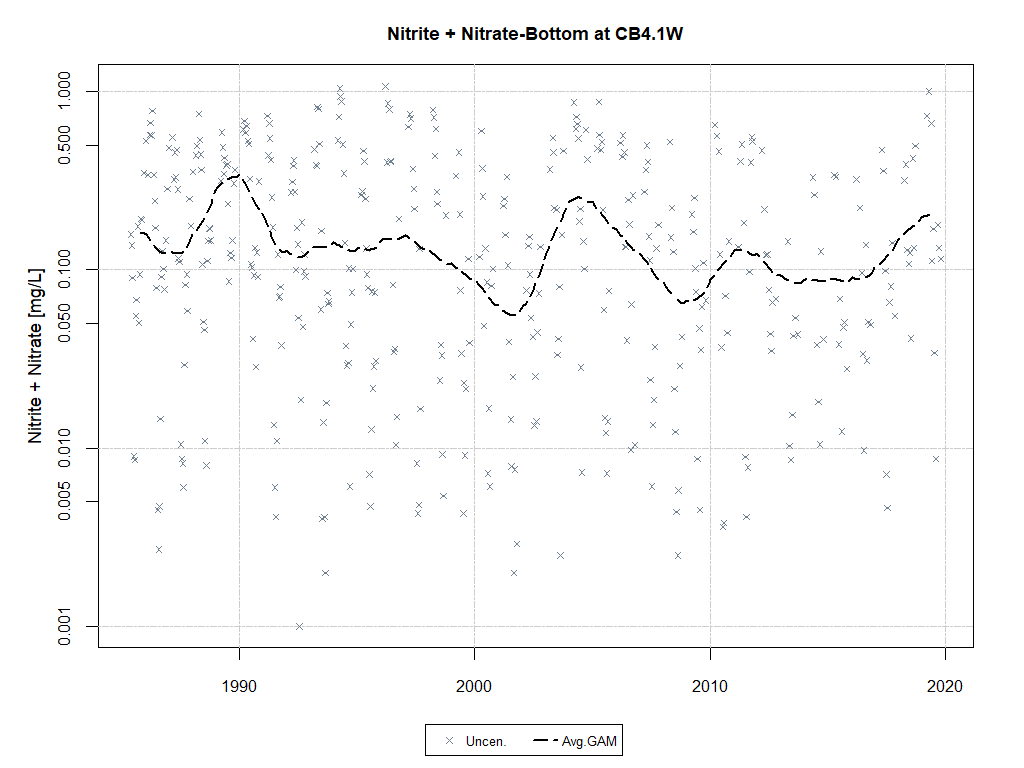 Nitrite + Nitrate-Bottom at CB4.1W
Nitrite + Nitrate [mg/L]
1.000
0.500
0.100
0.050
0.010
0.005
0.001
1990
2000
2010
2020
Uncen.
Avg.GAM